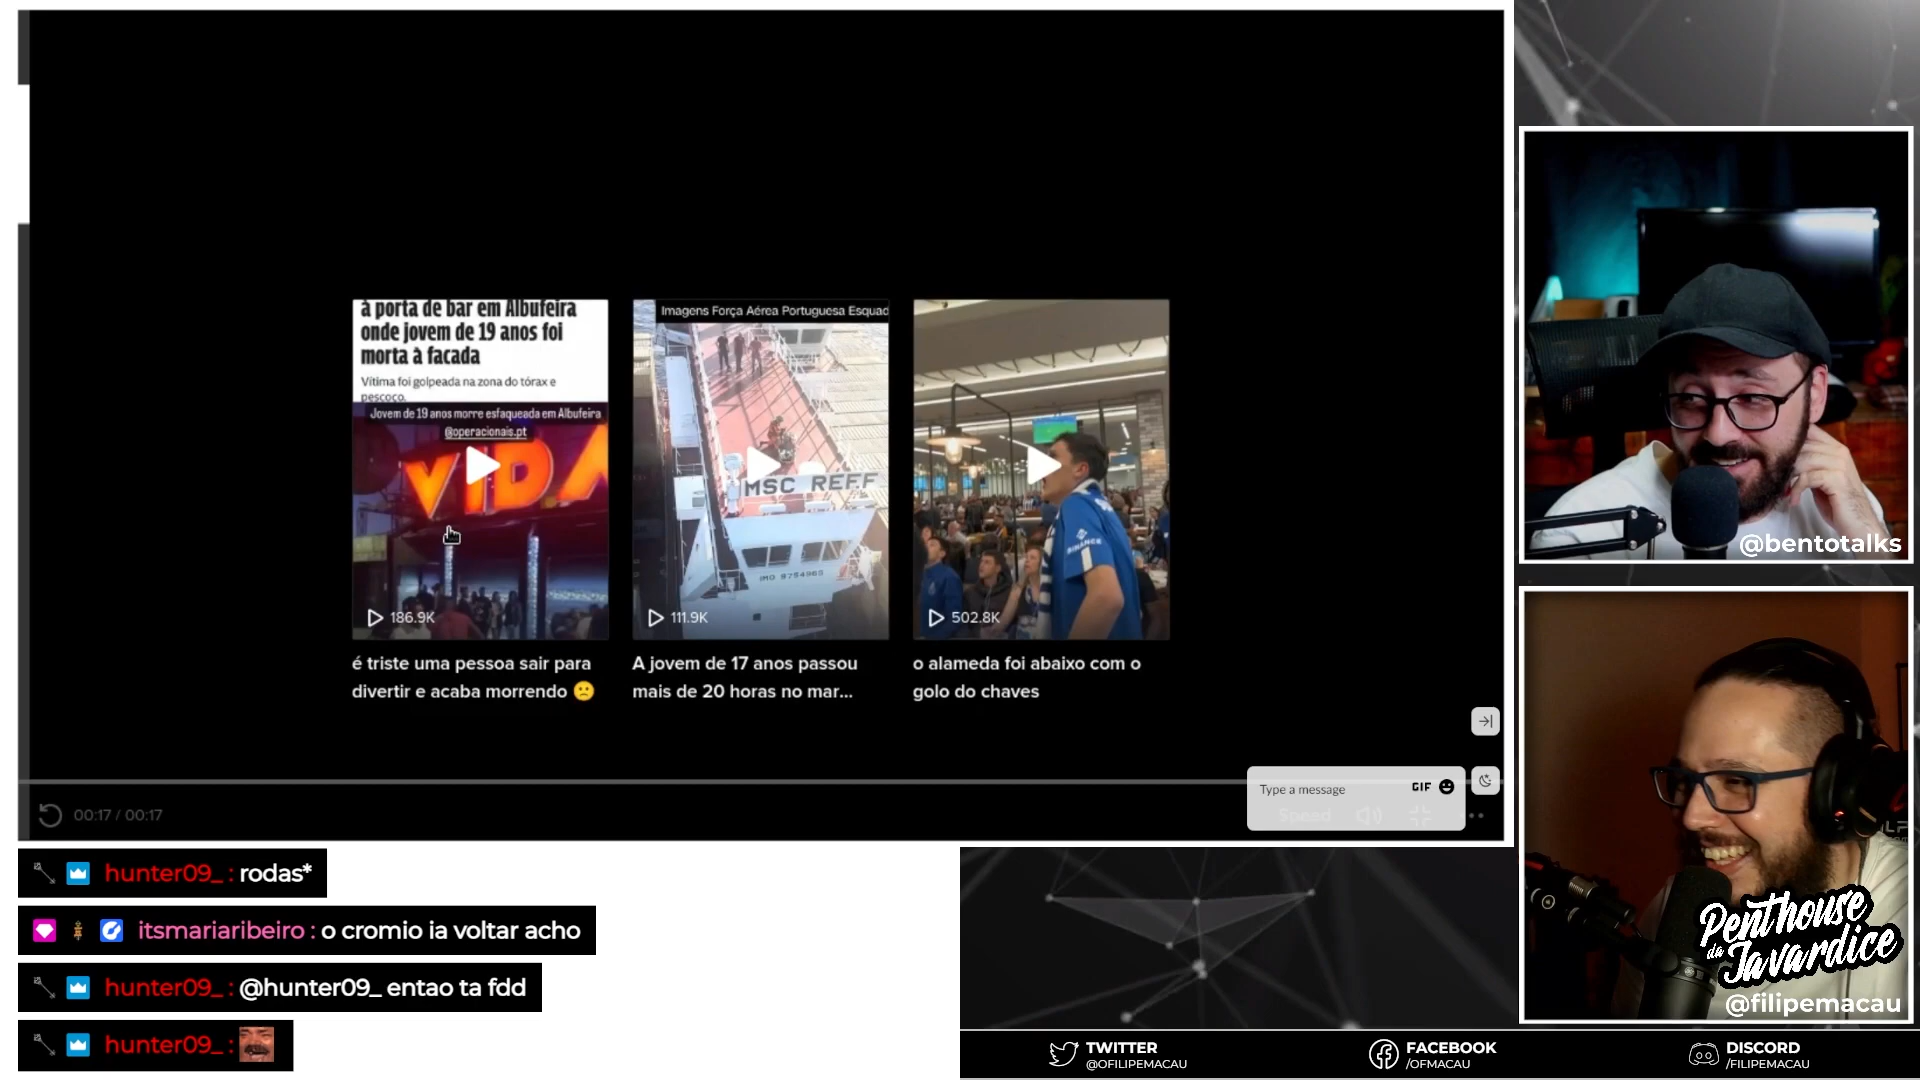 à porta de bar em Albufeira
onde jovem de 19 anos foi
morta à facada
Vítima foi golpeada na zona do tórax e
pescoço.
Jovem de 19 anos morre esfaqueada em Albufeira
@operacionais.pt
VIDA
186.9K
é triste uma pessoa sair para
divertir e acaba morrendo 🙁
Imagens Força Aérea Portuguesa Esquad
MSC REEF
IMO 9754965
111.9K
A jovem de 17 anos passou
mais de 20 horas no mar...
BINANCE
502.8K
o alameda foi abaixo com o
golo do chaves
00:17 / 00:17
Type a message
GIF
Speed
hunter09_ : rodas*
itsmariaribeiro : o cromio ia voltar acho
hunter09_ : @hunter09_ entao ta fdd
hunter09_ :
@bentotalks
Penthouse
da Javardice
@filipemacau
TWITTER
@OFILIPEMACAU
FACEBOOK
/OFMACAU
DISCORD
/FILIPEMACAU